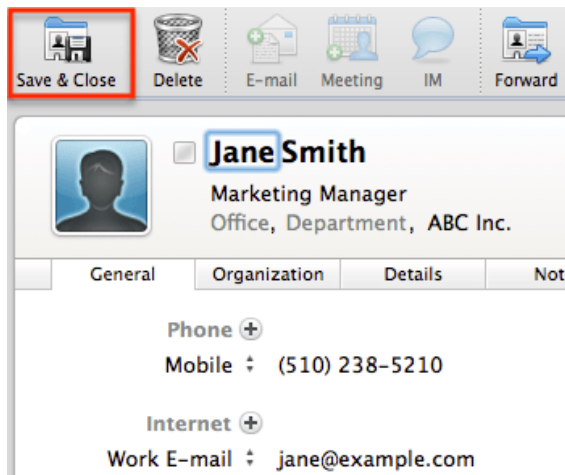 Save & Close Delete E-mail Meeting IM Forward
Jane Smith
Marketing Manager
Office, Department, ABC Inc.
General Organization Details Not
Phone
Mobile (510) 238-5210
Internet
Work E-mail jane@example.com